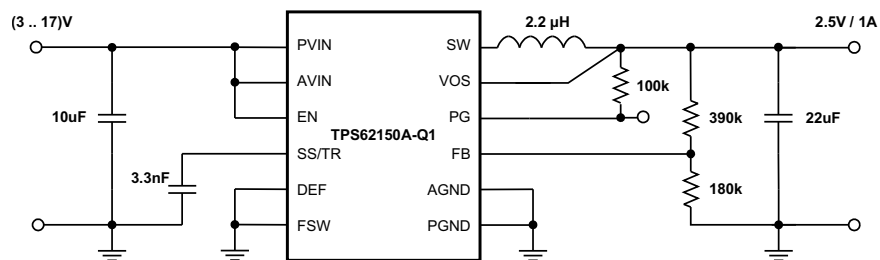 (3 .. 17)V
2.2 µH
2.5V / 1A
PVIN
SW
AVIN
VOS
100k
10uF
EN
PG
390k
22uF
TPS62150A-Q1
SS/TR
FB
3.3nF
DEF
AGND
180k
FSW
PGND